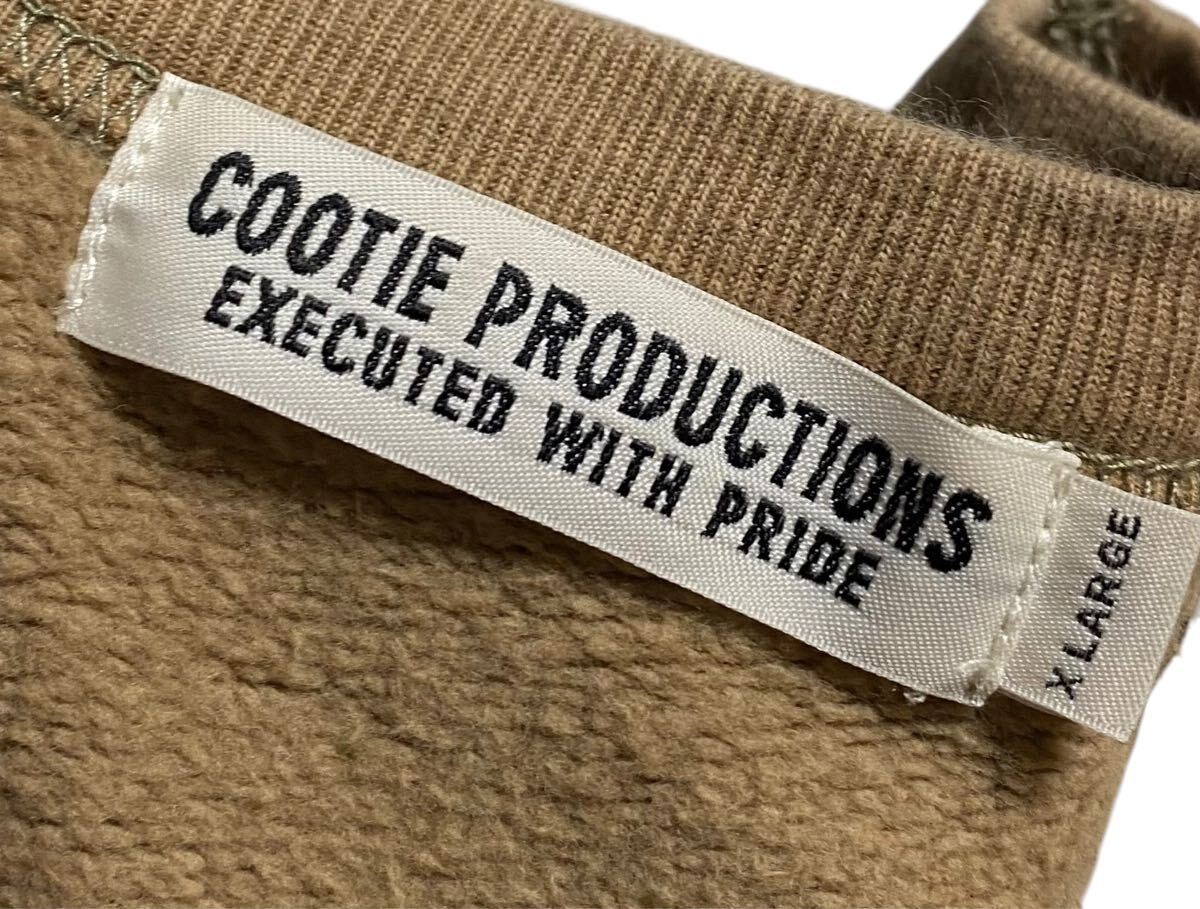 COOTIE PRODUCTIONS
EXECUTED WITH PRIDE
X LARGE